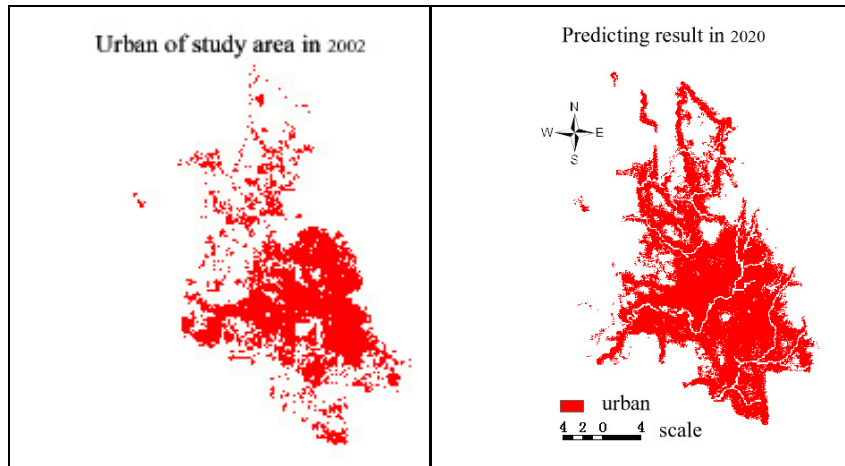 Urban of study area in 2002
Predicting result in 2020
N
W E
S
urban
4 2 0 4 scale